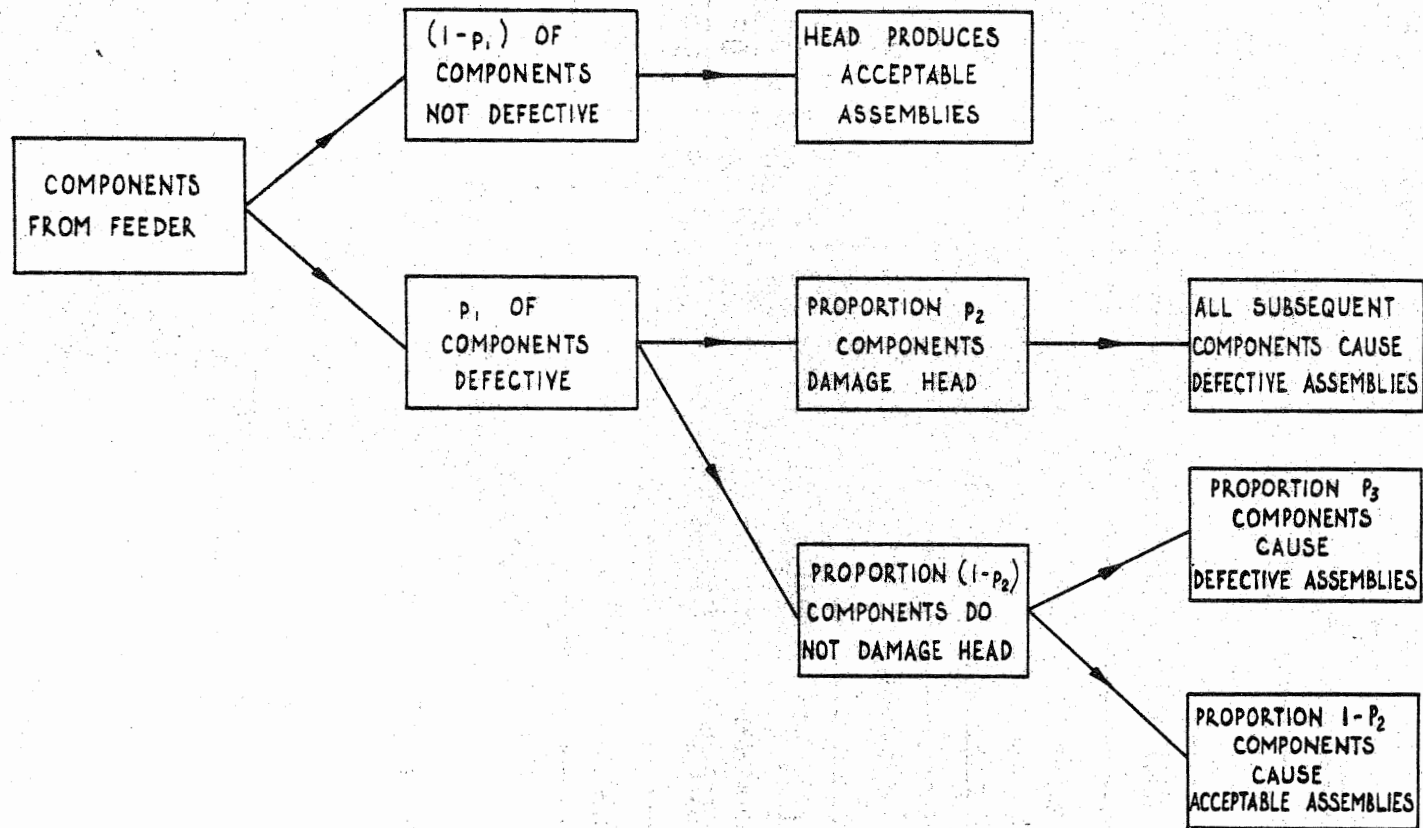 (1-p₁) OF
COMPONENTS
NOT DEFECTIVE
HEAD PRODUCES
ACCEPTABLE
ASSEMBLIES
COMPONENTS
FROM FEEDER
p₁ OF
COMPONENTS
DEFECTIVE
PROPORTION p₂
COMPONENTS
DAMAGE HEAD
ALL SUBSEQUENT
COMPONENTS CAUSE
DEFECTIVE ASSEMBLIES
PROPORTION P₃
COMPONENTS
CAUSE
DEFECTIVE ASSEMBLIES
PROPORTION (1-p₂)
COMPONENTS DO
NOT DAMAGE HEAD
PROPORTION 1-P₂
COMPONENTS
CAUSE
ACCEPTABLE ASSEMBLIES